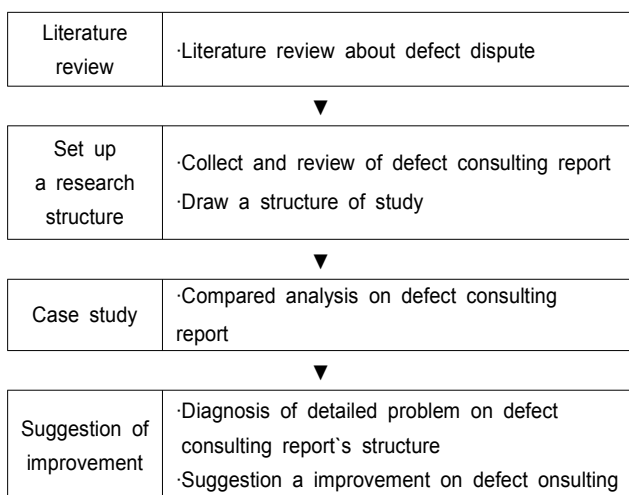 Literature
review
·Literature review about defect dispute
▼
Set up
a research
structure
·Collect and review of defect consulting report
·Draw a structure of study
▼
Case study
·Compared analysis on defect consulting
report
▼
Suggestion of
improvement
·Diagnosis of detailed problem on defect
consulting report`s structure
·Suggestion a improvement on defect onsulting